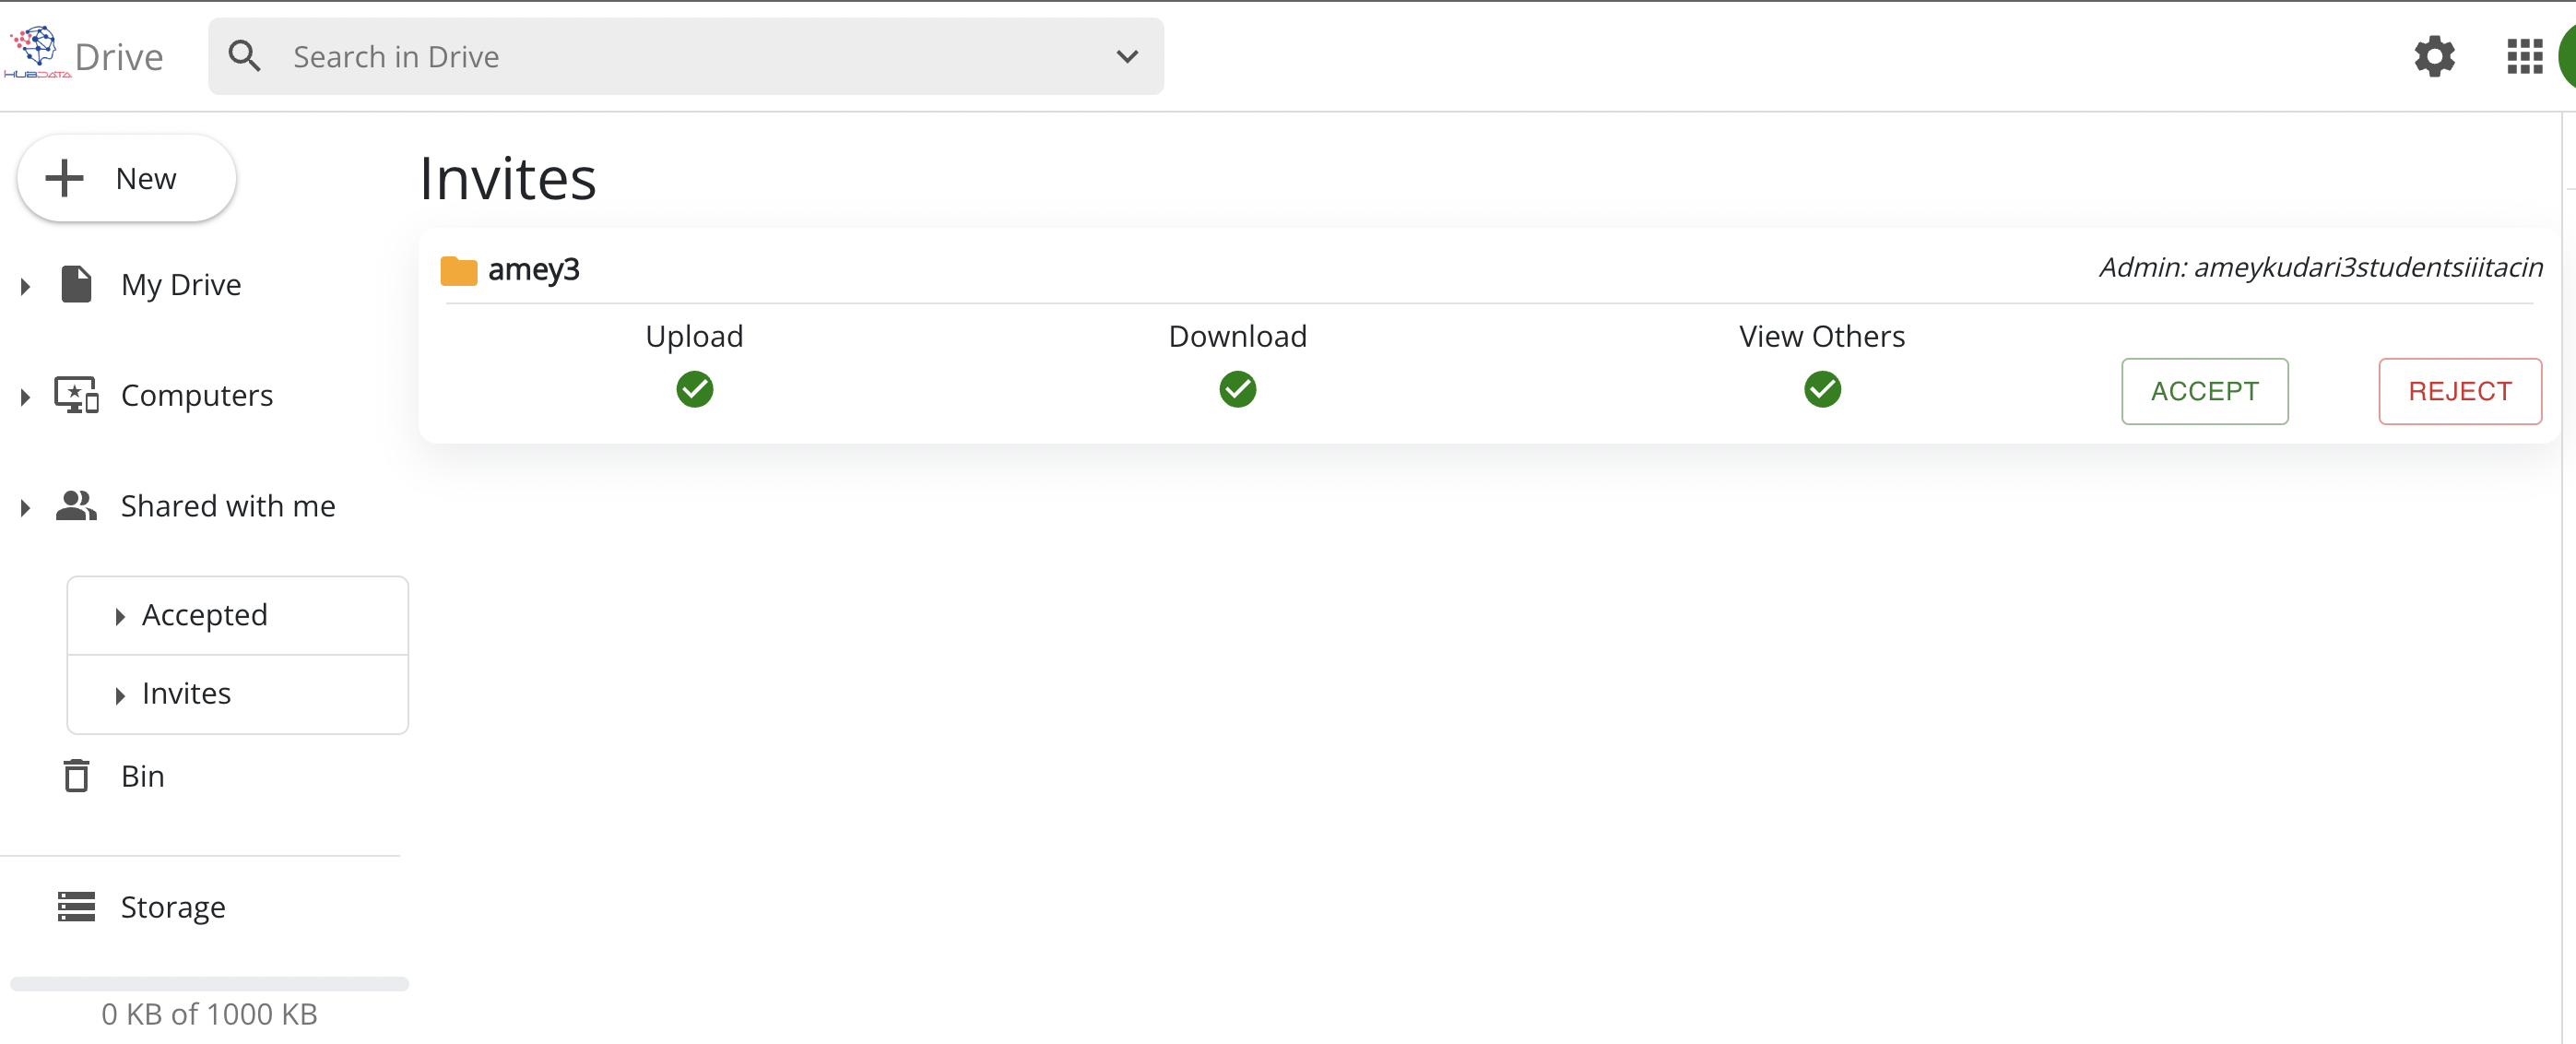 HUBDATA
Drive
Search in Drive
New
My Drive
Computers
Shared with me
Accepted
Invites
Bin
Storage
0 KB of 1000 KB
Invites
amey3
Admin: ameykudari3studentsiiitacin
Upload Download View Others
ACCEPT REJECT